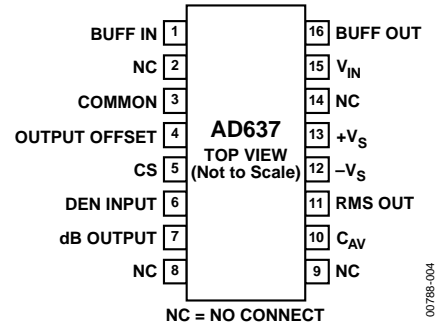 BUFF IN 1
NC 2
COMMON 3
OUTPUT OFFSET 4
CS 5
DEN INPUT 6
dB OUTPUT 7
NC 8
AD637
TOP VIEW
(Not to Scale)
16 BUFF OUT
15 VIN
14 NC
13 +VS
12 –VS
11 RMS OUT
10 CAV
9 NC
NC = NO CONNECT
00788-004